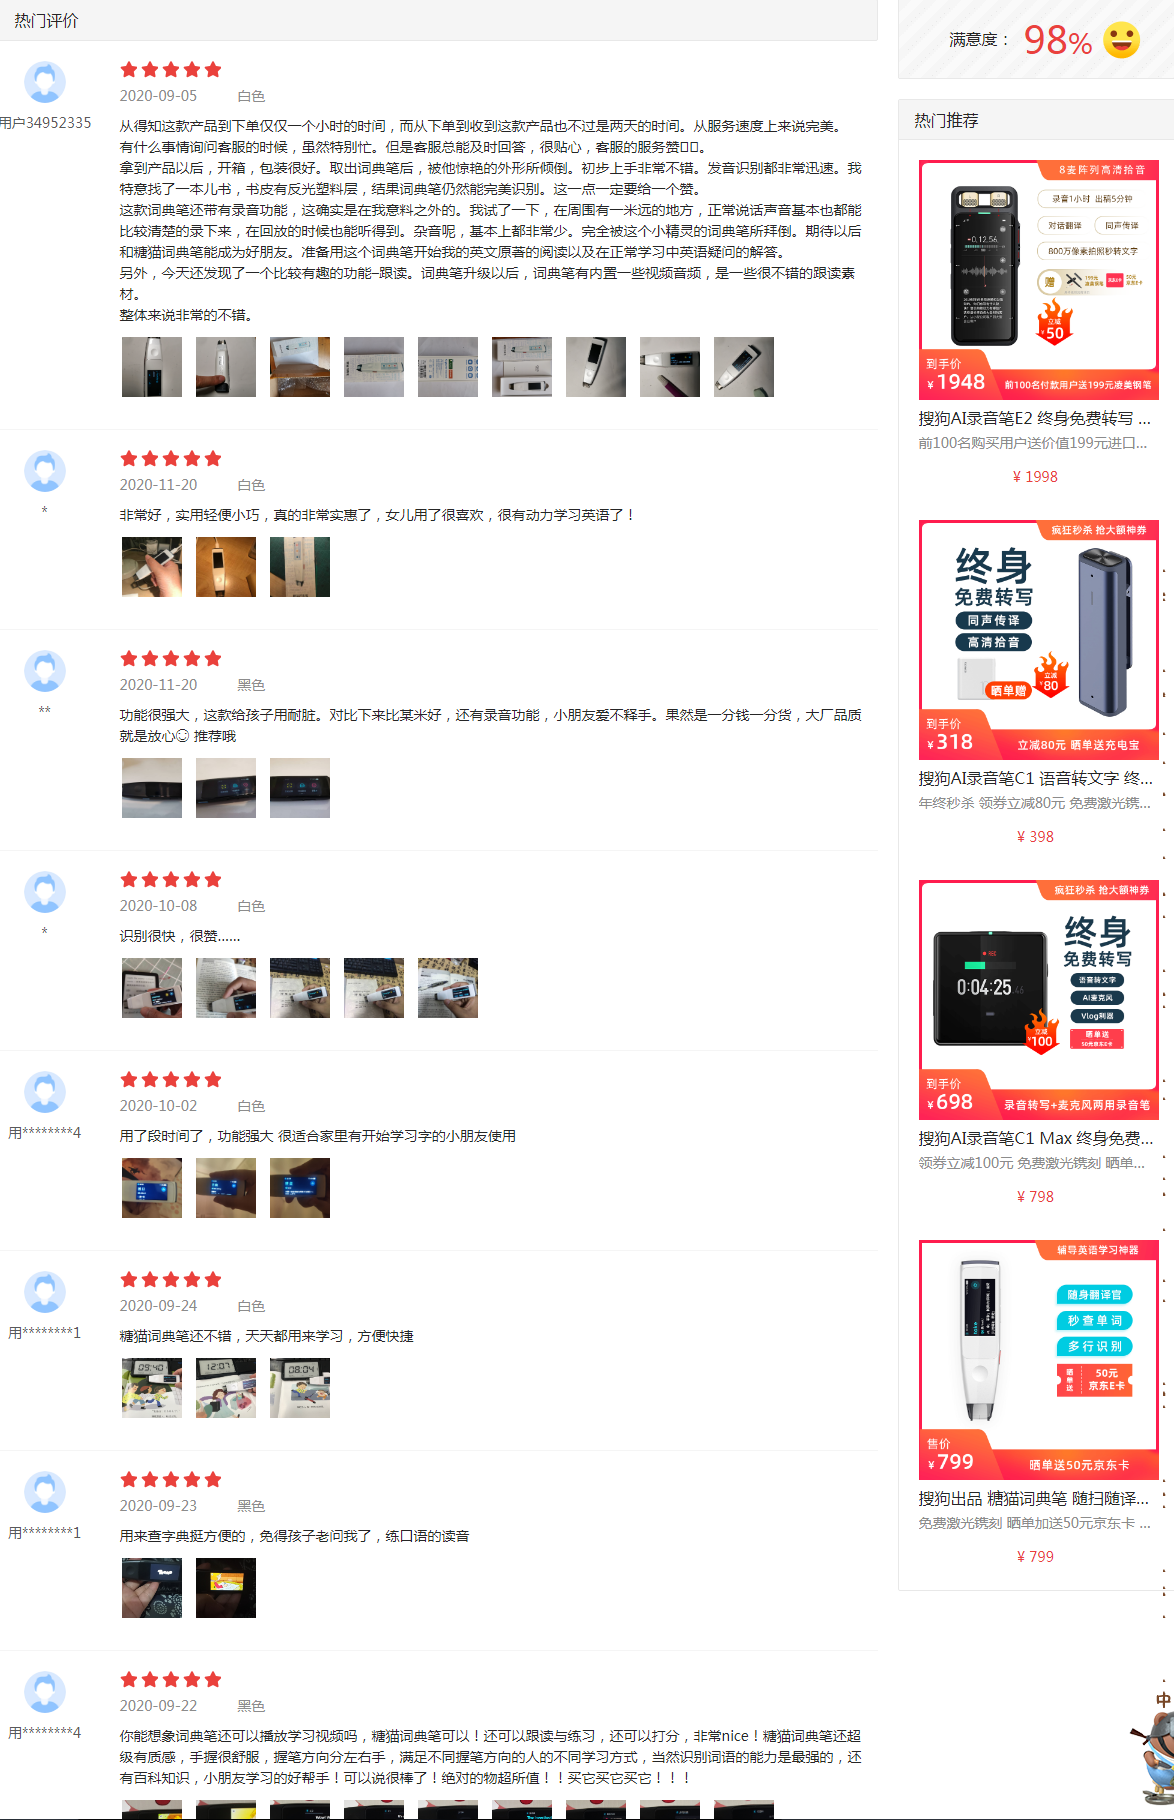 热门评价
用户34952335
2020-09-05 白色
从得知这款产品到下单仅仅一个小时的时间，而从下单到收到这款产品也不过是两天的时间。从服务速度上来说完美。
有什么事情询问客服的时候，虽然特别忙。但是客服总能及时回答，很贴心，客服的服务赞。
拿到产品以后，开箱，包装很好。取出词典笔后，被他惊艳的外形所倾倒。初步上手非常不错。发音识别都非常迅速。我
特意找了一本儿书，书皮有反光塑料层，结果词典笔仍然能完美识别。这一点一定要给一个赞。
这款词典笔还带有录音功能，这确实是在我意料之外的。我试了一下，在周围有一米远的地方，正常说话声音基本也都能
比较清楚的录下来，在回放的时候也能听得到。杂音呢，基本上都非常少。完全被这个小精灵的词典笔所拜倒。期待以后
和糖猫词典笔能成为好朋友。准备用这个词典笔开始我的英文原著的阅读以及在正常学习中英语疑问的解答。
另外，今天还发现了一个比较有趣的功能–跟读。词典笔升级以后，词典笔有内置一些视频音频，是一些很不错的跟读素
材。
整体来说非常的不错。
*
2020-11-20 白色
非常好，实用轻便小巧，真的非常实惠了，女儿用了很喜欢，很有动力学习英语了！
**
2020-11-20 黑色
功能很强大，这款给孩子用耐脏。对比下来比某米好，还有录音功能，小朋友爱不释手。果然是一分钱一分货，大厂品质
就是放心 推荐哦
*
2020-10-08 白色
识别很快，很赞......
用********4
2020-10-02 白色
用了段时间了，功能强大 很适合家里有开始学习字的小朋友使用
用********1
2020-09-24 白色
糖猫词典笔还不错，天天都用来学习，方便快捷
09:40
12:07
08:04
用********1
2020-09-23 黑色
用来查字典挺方便的，免得孩子老问我了，练口语的读音
用********4
2020-09-22 黑色
你能想象词典笔还可以播放学习视频吗，糖猫词典笔可以！还可以跟读与练习，还可以打分，非常nice！糖猫词典笔还超
级有质感，手握很舒服，握笔方向分左右手，满足不同握笔方向的人的不同学习方式，当然识别词语的能力是最强的，还
有百科知识，小朋友学习的好帮手！可以说很棒了！绝对的物超所值！！买它买它买它！！！
满意度： 98%
热门推荐
8麦阵列高清拾音
录音1小时 出稿5分钟
对话翻译 同声传译
800万像素拍照秒转文字
0:12.56
赠
立减
50
到手价
¥1948
前100名付款用户送199元凌美钢笔
搜狗AI录音笔E2 终身免费转写 ...
前100名购买用户送价值199元进口...
¥ 1998
疯狂秒杀 抢大额神券
终身
免费转写
同声传译
高清拾音
晒单赠
立减
¥80
到手价
¥318
立减80元 晒单送充电宝
搜狗AI录音笔C1 语音转文字 终...
年终秒杀 领券立减80元 免费激光镌...
¥ 398
疯狂秒杀 抢大额神券
终身
免费转写
语音转文字
AI麦克风
Vlog利器
REC
0:04:25.46
晒单送
50元京东E卡
立减
¥100
到手价
¥698
录音转写+麦克风两用录音笔
搜狗AI录音笔C1 Max 终身免费...
领券立减100元 免费激光镌刻 晒单...
¥ 798
辅导英语学习神器
随身翻译官
秒查单词
多行识别
晒单送
50元
京东E卡
售价
¥799
晒单送50元京东卡
搜狗出品 糖猫词典笔 随扫随译...
免费激光镌刻 晒单加送50元京东卡 ...
¥ 799
中